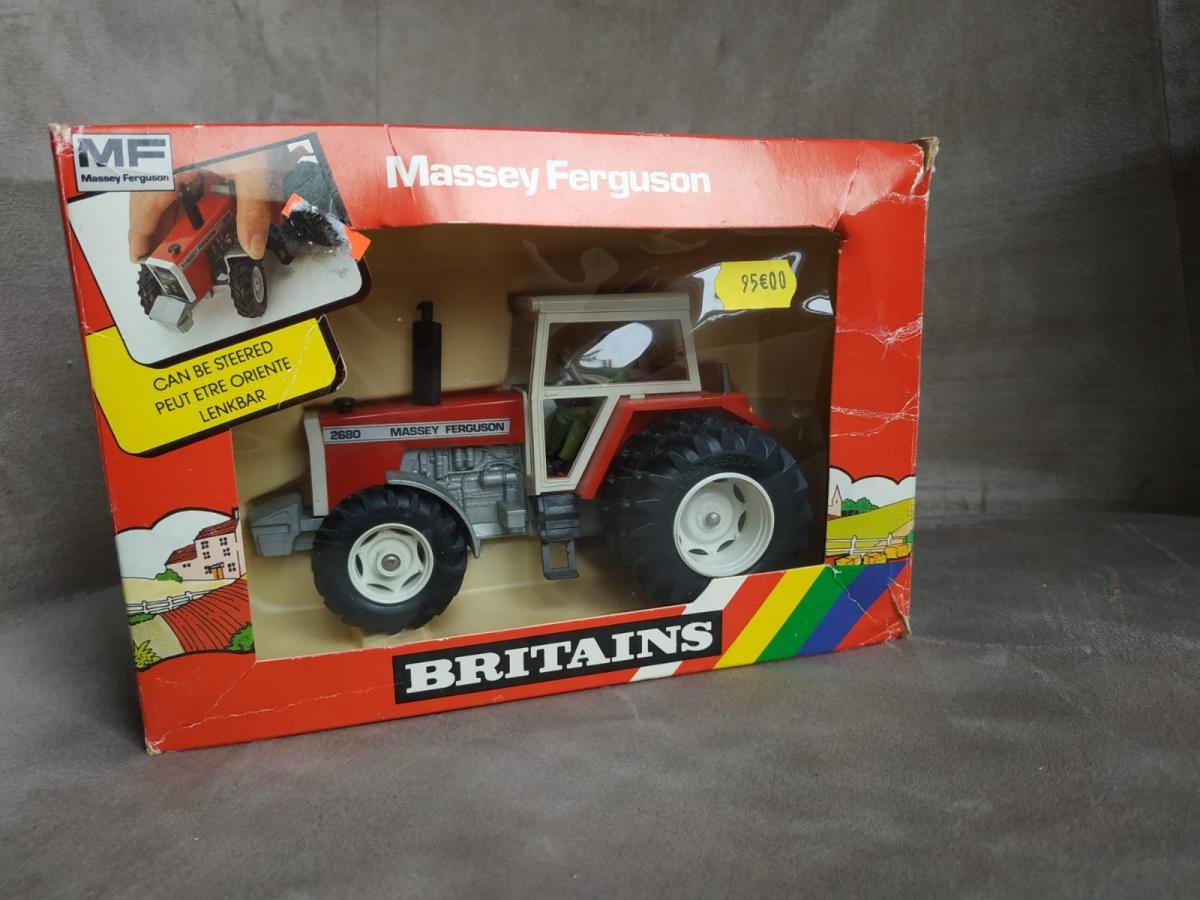 MF
Massey Ferguson
Massey Ferguson
95€00
CAN BE STEERED
PEUT ETRE ORIENTE
LENKBAR
2680 MASSEY FERGUSON
BRITAINS